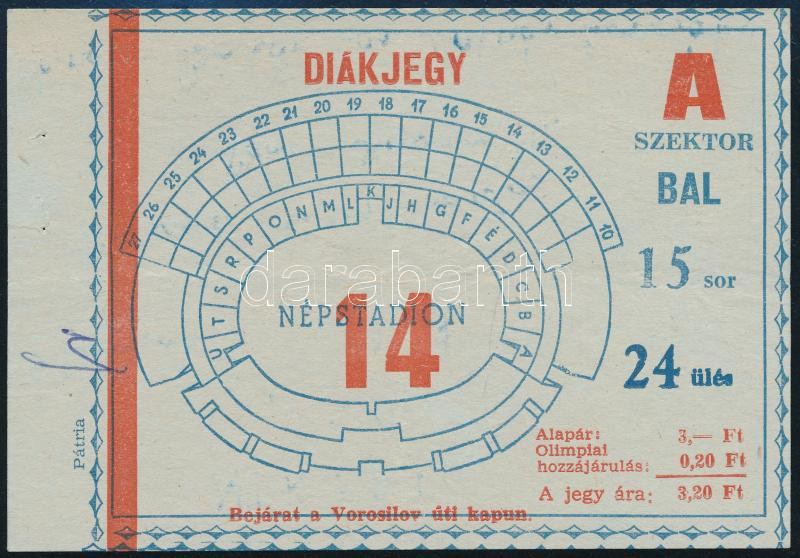 DIÁKJEGY
A
SZEKTOR
BAL
15 sor
24 ülés
27 26 25 24 23 22 21 20 19 18 17 16 15 14 13 12 11 10
U T S R P O N M L K J H G F É D C B A
NÉPSTADION
14
darabanth
Alapár: 3,— Ft
Olimpiai
hozzájárulás: 0,20 Ft
A jegy ára: 3,20 Ft
Bejárat a Vorosilov úti kapun.
Pátria